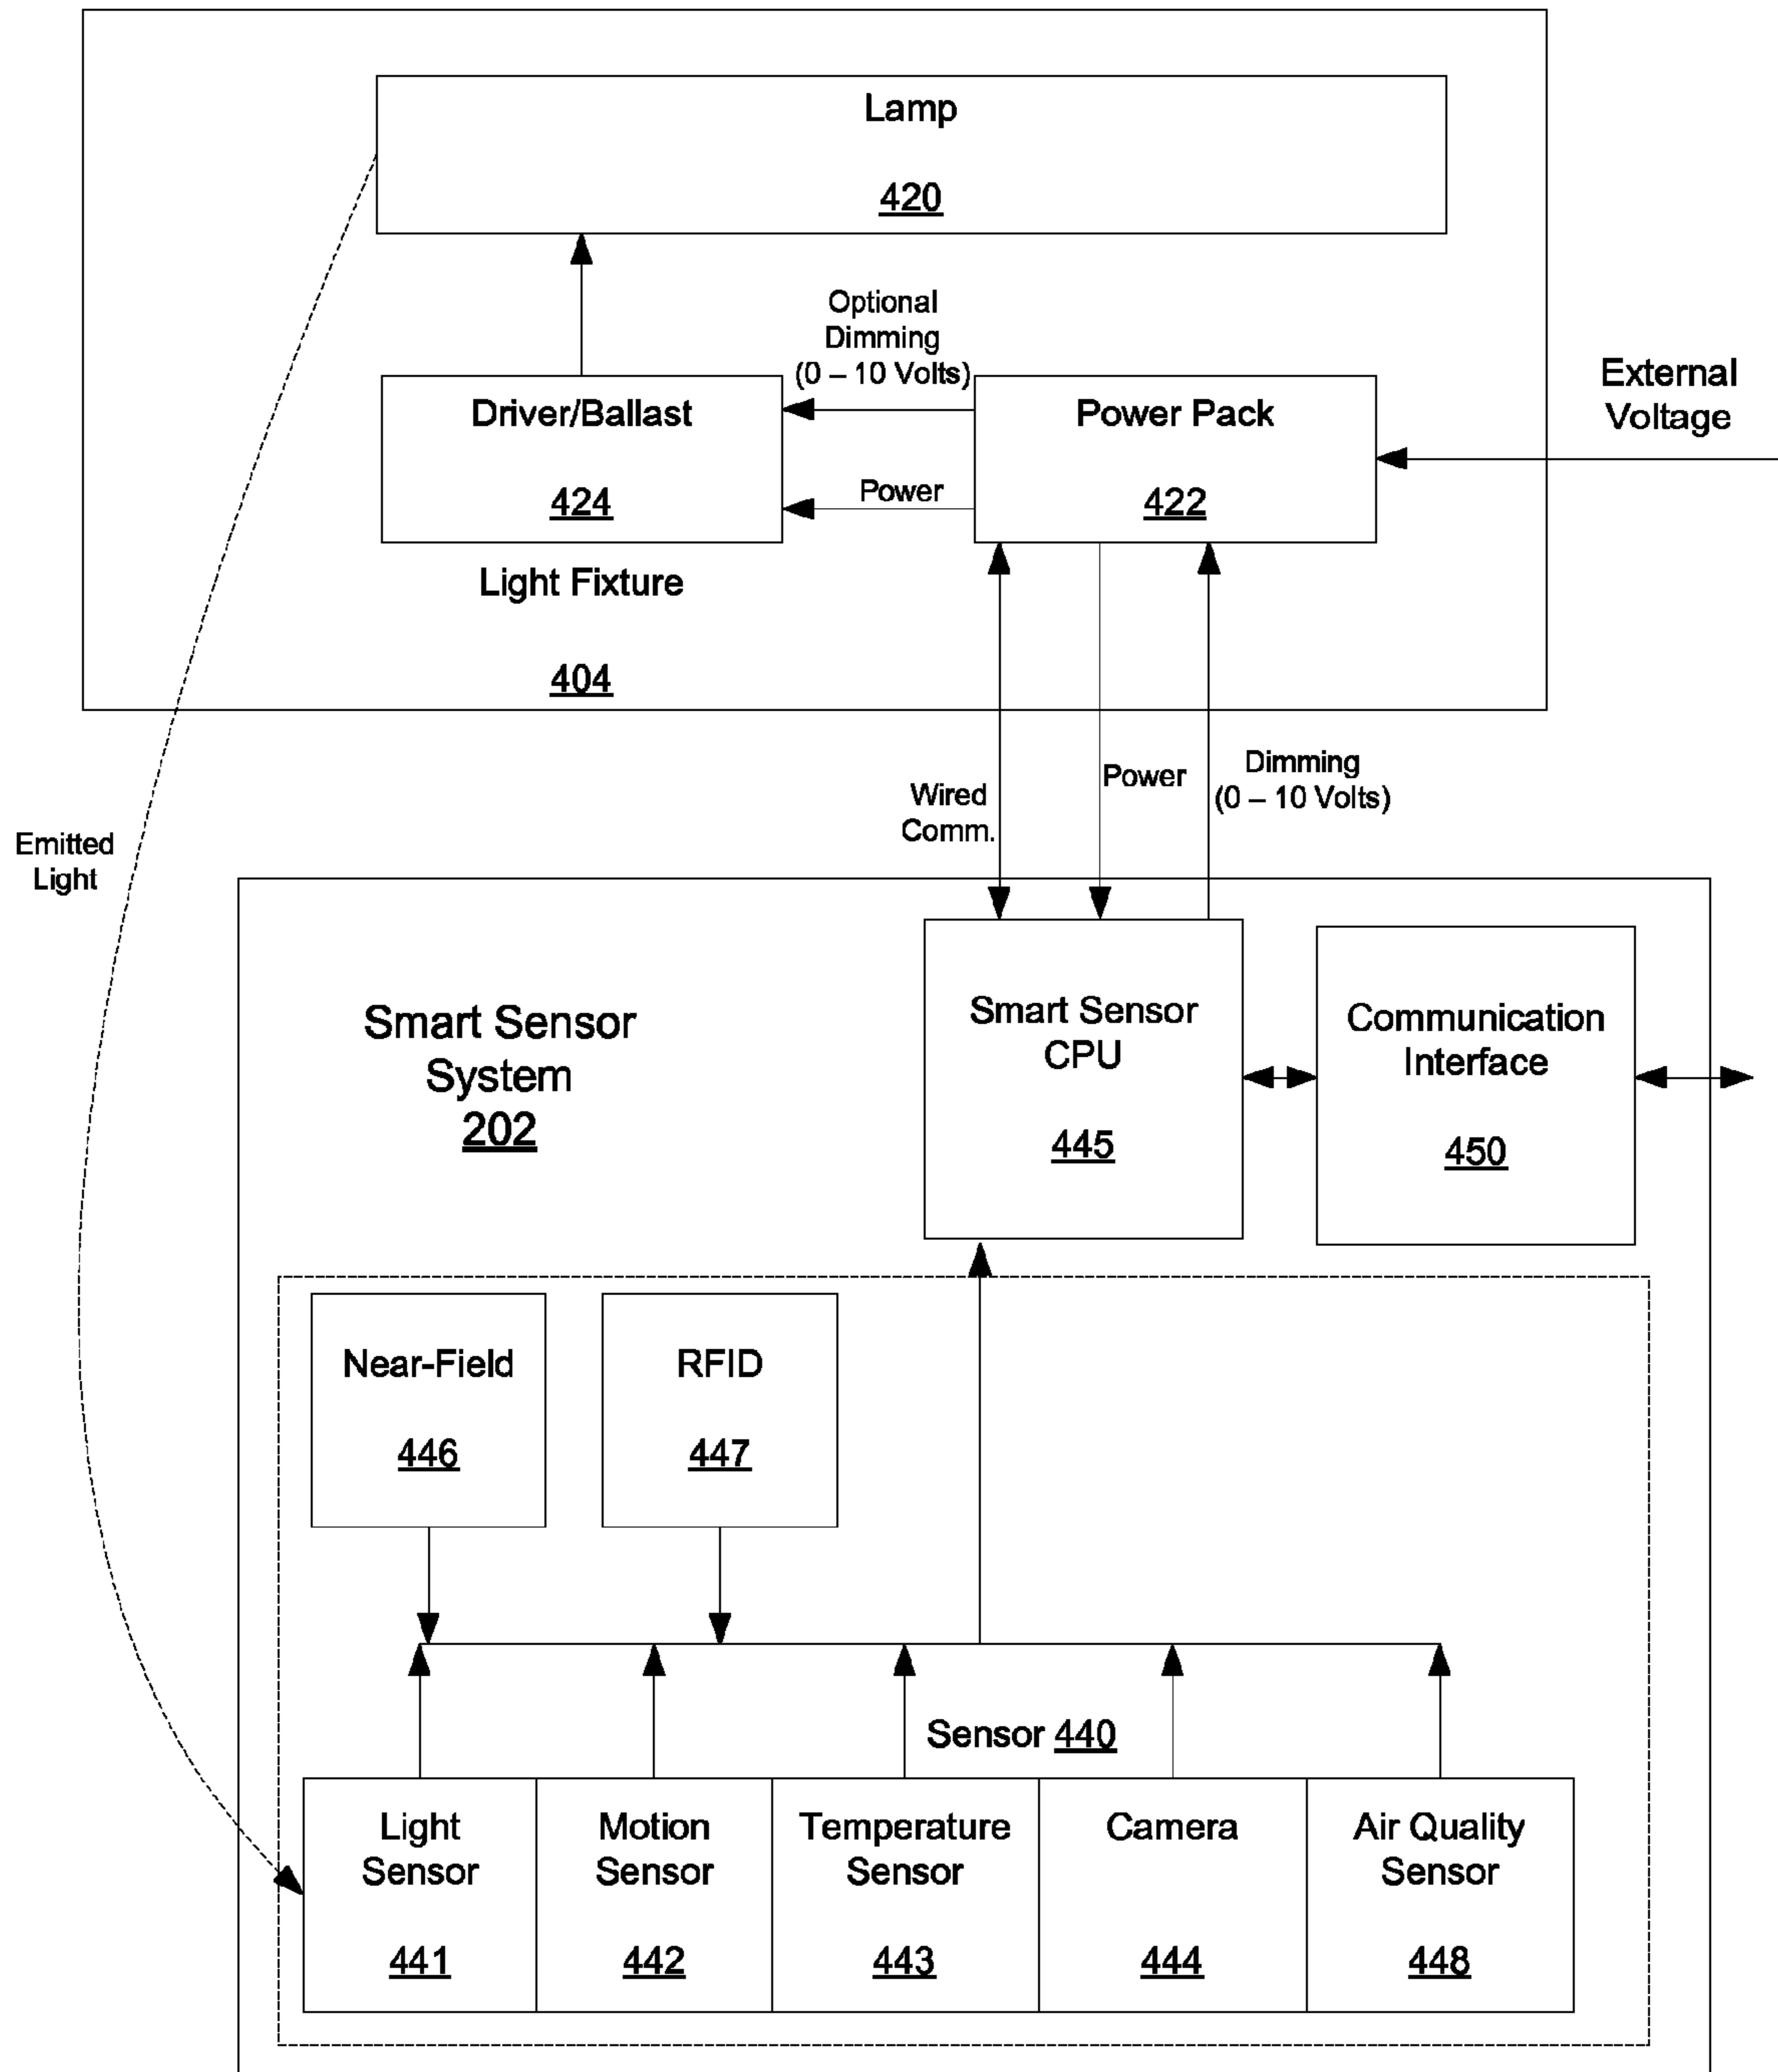 Lamp
420
Optional
Dimming
(0 – 10 Volts)
External
Voltage
Driver/Ballast
424
Power
Power Pack
422
Light Fixture
404
Wired
Comm.
Power
Dimming
(0 – 10 Volts)
Emitted
Light
Smart Sensor
System
202
Smart Sensor
CPU
445
Communication
Interface
450
Near-Field
446
RFID
447
Sensor 440
Light
Sensor
441
Motion
Sensor
442
Temperature
Sensor
443
Camera
444
Air Quality
Sensor
448